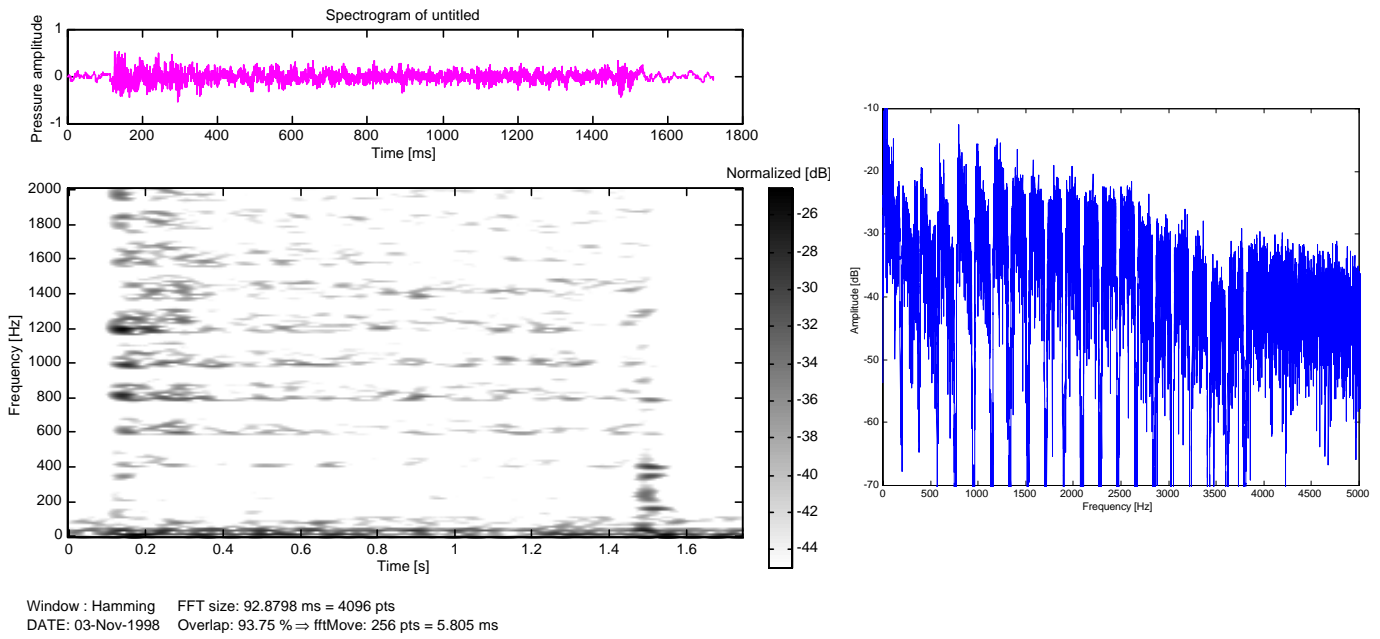 Spectrogram of untitled
Pressure amplitude
1
0
-1
0 200 400 600 800 1000 1200 1400 1600 1800
Time [ms]
Normalized [dB]
Frequency [Hz]
2000
1800
1600
1400
1200
1000
800
600
400
200
0
0 0.2 0.4 0.6 0.8 1 1.2 1.4 1.6
Time [s]
-26
-28
-30
-32
-34
-36
-38
-40
-42
-44
Amplitude [dB]
-10
-20
-30
-40
-50
-60
-70
0 500 1000 1500 2000 2500 3000 3500 4000 4500 5000
Frequency [Hz]
Window : Hamming FFT size: 92.8798 ms = 4096 pts
DATE: 03-Nov-1998 Overlap: 93.75 % ⇒ fftMove: 256 pts = 5.805 ms